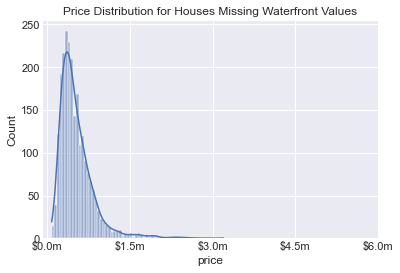 Price Distribution for Houses Missing Waterfront Values
250
200
150
100
50
0
Count
$0.0m $1.5m $3.0m $4.5m $6.0m
price